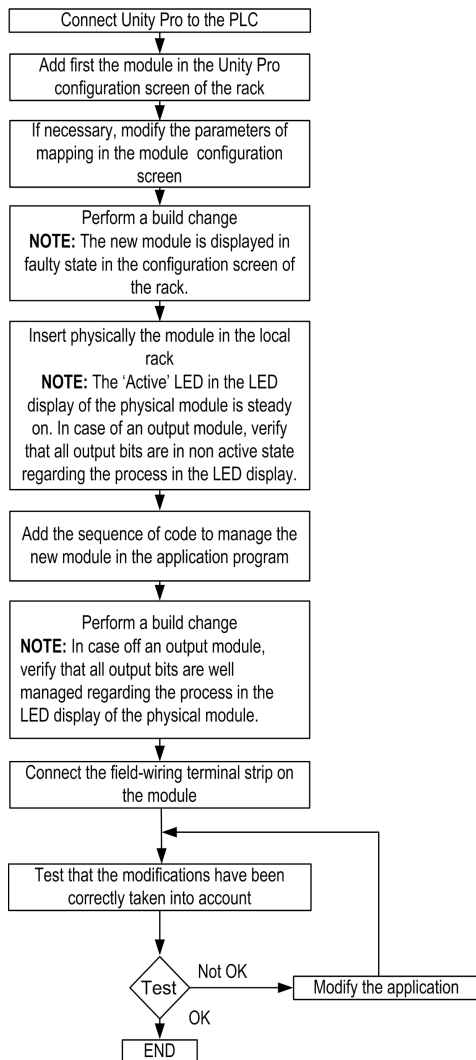 Connect Unity Pro to the PLC
Add first the module in the Unity Pro
configuration screen of the rack
If necessary, modify the parameters of
mapping in the module configuration
screen
Perform a build change
NOTE: The new module is displayed in
faulty state in the configuration screen of
the rack.
Insert physically the module in the local
rack
NOTE: The 'Active' LED in the LED
display of the physical module is steady
on. In case of an output module, verify
that all output bits are in non active state
regarding the process in the LED display.
Add the sequence of code to manage the
new module in the application program
Perform a build change
NOTE: In case off an output module,
verify that all output bits are well
managed regarding the process in the
LED display of the physical module.
Connect the field-wiring terminal strip on
the module
Test that the modifications have been
correctly taken into account
Test
Not OK
Modify the application
OK
END